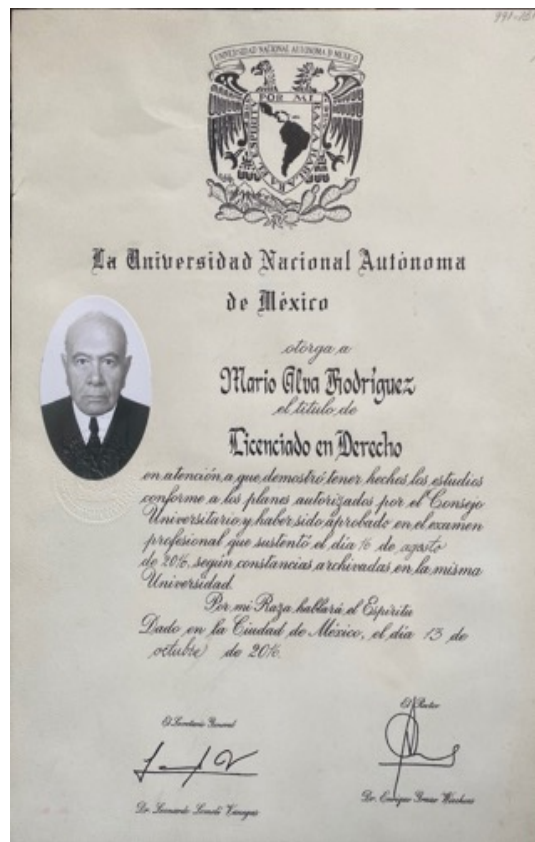 UNIVERSIDAD NACIONAL AUTONOMA D MEXICO
POR MI RAZA HABLARA EL ESPIRITU
La Universidad Nacional Autónoma
de México
otorga a
Mario Alva Rodríguez
el título de
Licenciado en Derecho
en atención a que demostró tener hechos los estudios
conforme a los planes autorizados por el Consejo
Universitario y haber sido aprobado en el examen
profesional que sustentó el día 16 de agosto
de 2016, según constancias archivadas en la misma
Universidad.
Por mi Raza hablará el Espíritu
Dado en la Ciudad de México, el día 13 de
octubre de 2016.
El Secretario General
El Rector
Dr. Leonardo Lomelí Vanegas
Dr. Enrique Graue Wiechers